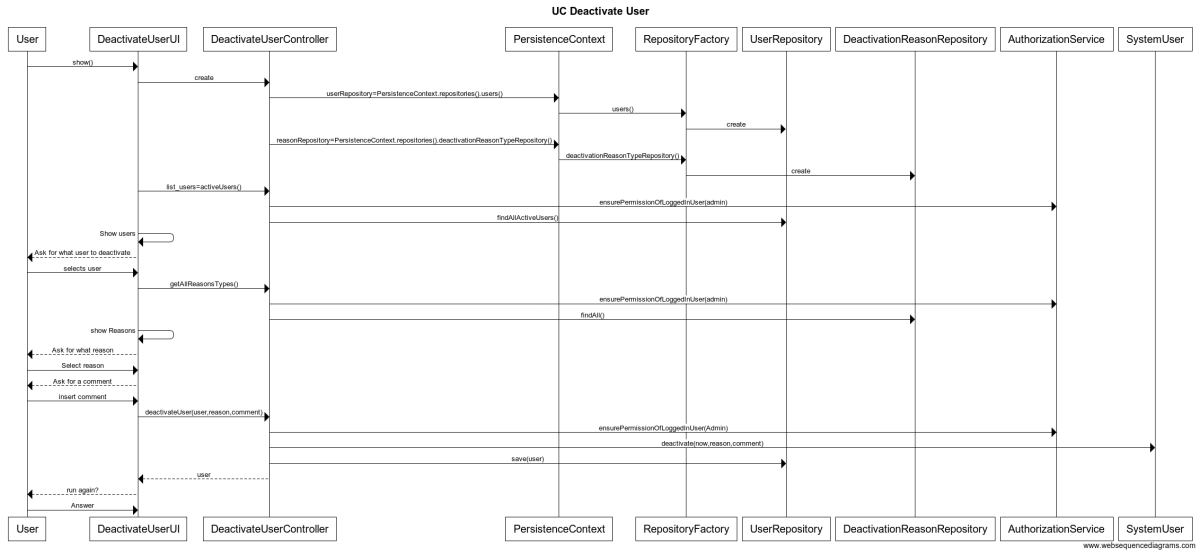 UC Deactivate User
User DeactivateUserUI DeactivateUserController PersistenceContext RepositoryFactory UserRepository DeactivationReasonRepository AuthorizationService SystemUser
show()
create
userRepository=PersistenceContext.repositories().users()
users()
create
reasonRepository=PersistenceContext.repositories().deactivationReasonTypeRepository()
deactivationReasonTypeRepository()
create
list_users=activeUsers()
ensurePermissionOfLoggedInUser(admin)
findAllActiveUsers()
Show users
Ask for what user to deactivate
selects user
getAllReasonsTypes()
ensurePermissionOfLoggedInUser(admin)
findAll()
show Reasons
Ask for what reason
Select reason
Ask for a comment
insert comment
deactivateUser(user,reason,comment)
ensurePermissionOfLoggedInUser(Admin)
deactivate(now,reason,comment)
save(user)
user
run again?
Answer
User DeactivateUserUI DeactivateUserController PersistenceContext RepositoryFactory UserRepository DeactivationReasonRepository AuthorizationService SystemUser
www.websequencediagrams.com